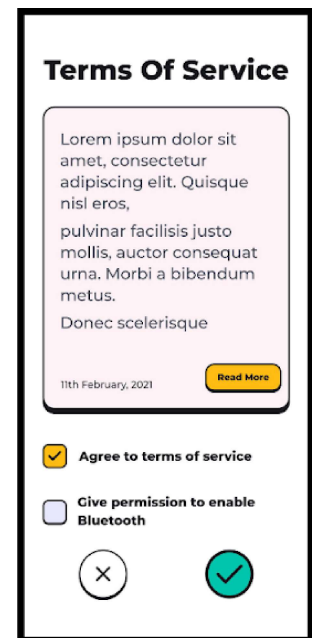 Terms Of Service
Lorem ipsum dolor sit
amet, consectetur
adipiscing elit. Quisque
nisl eros,
pulvinar facilisis justo
mollis, auctor consequat
urna. Morbi a bibendum
metus.
Donec scelerisque
11th February, 2021
Read More
Agree to terms of service
Give permission to enable
Bluetooth